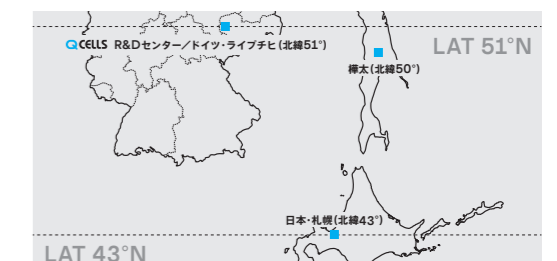 LAT 51°N
QCELLS R&Dセンター／ドイツ・ライプチヒ(北緯51°)
樺太(北緯50°)
日本・札幌(北緯43°)
LAT 43°N